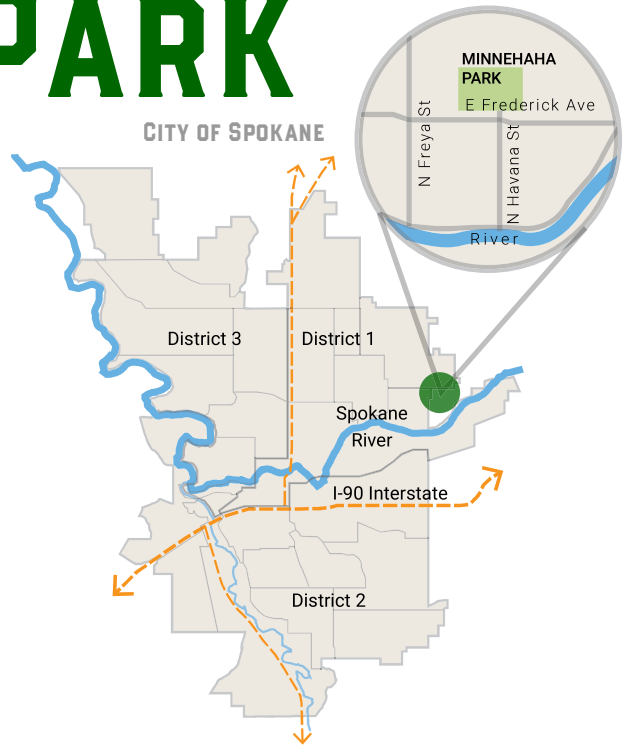 PARK
CITY OF SPOKANE
MINNEHAHA
PARK
E Frederick Ave
N Freya St
N Havana St
River
District 3
District 1
Spokane
River
I-90 Interstate
District 2